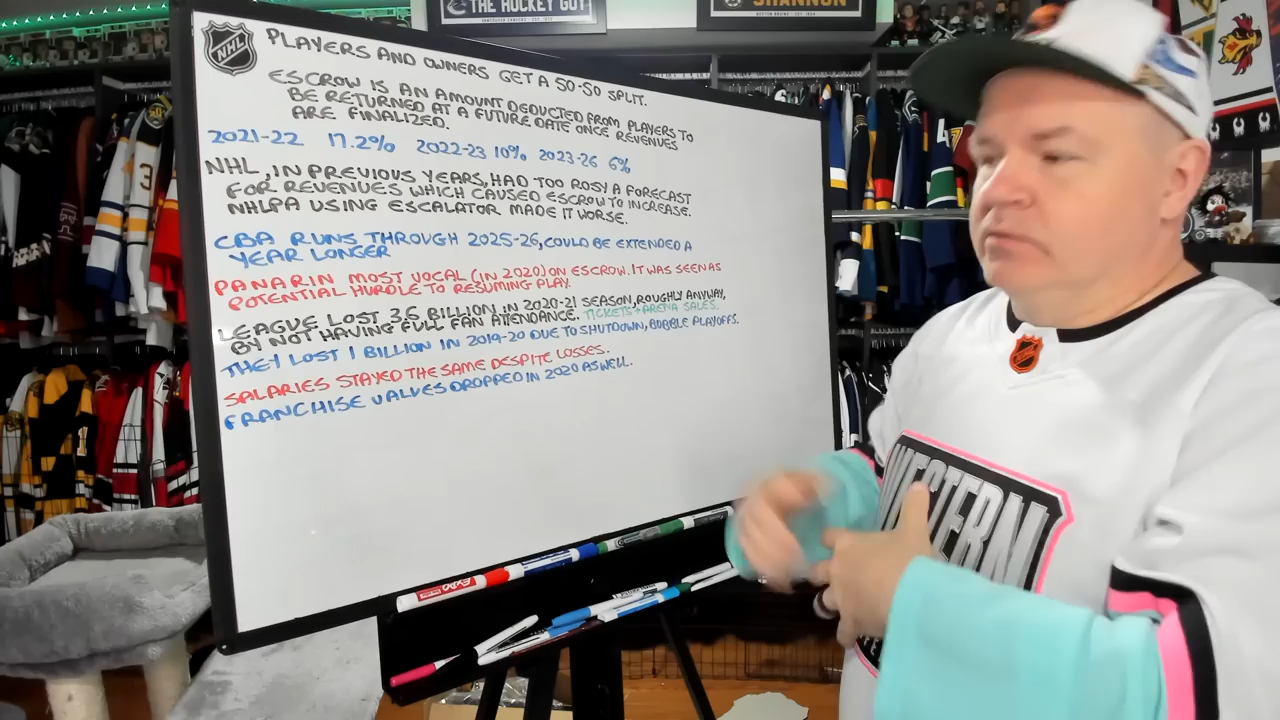 THE HOCKEY GUY
VANCOUVER CANADA - EST. 1975
SHANNON
NHL
PLAYERS AND OWNERS GET A 50-50 SPLIT.
ESCROW IS AN AMOUNT DEDUCTED FROM PLAYERS TO
BE RETURNED AT A FUTURE DATE ONCE REVENUES
ARE FINALIZED.
2021-22 17.2% 2022-23 10% 2023-26 6%
NHL, IN PREVIOUS YEARS, HAD TOO ROSY A FORECAST
FOR REVENUES WHICH CAUSED ESCROW TO INCREASE.
NHLPA USING ESCALATOR MADE IT WORSE.
CBA RUNS THROUGH 2025-26, COULD BE EXTENDED A
YEAR LONGER
PANARIN MOST VOCAL (IN 2020) ON ESCROW. IT WAS SEEN AS
POTENTIAL HURDLE TO RESUMING PLAY.
LEAGUE LOST 3.6 BILLION IN 2020-21 SEASON, ROUGHLY ANYWAY,
BY NOT HAVING FULL FAN ATTENDANCE. TICKETS + ARENA SALES.
THEY LOST 1 BILLION IN 2019-20 DUE TO SHUTDOWN, BUBBLE PLAYOFFS.
SALARIES STAYED THE SAME DESPITE LOSSES.
FRANCHISE VALUES DROPPED IN 2020 AS WELL.
WESTERN
EXPO